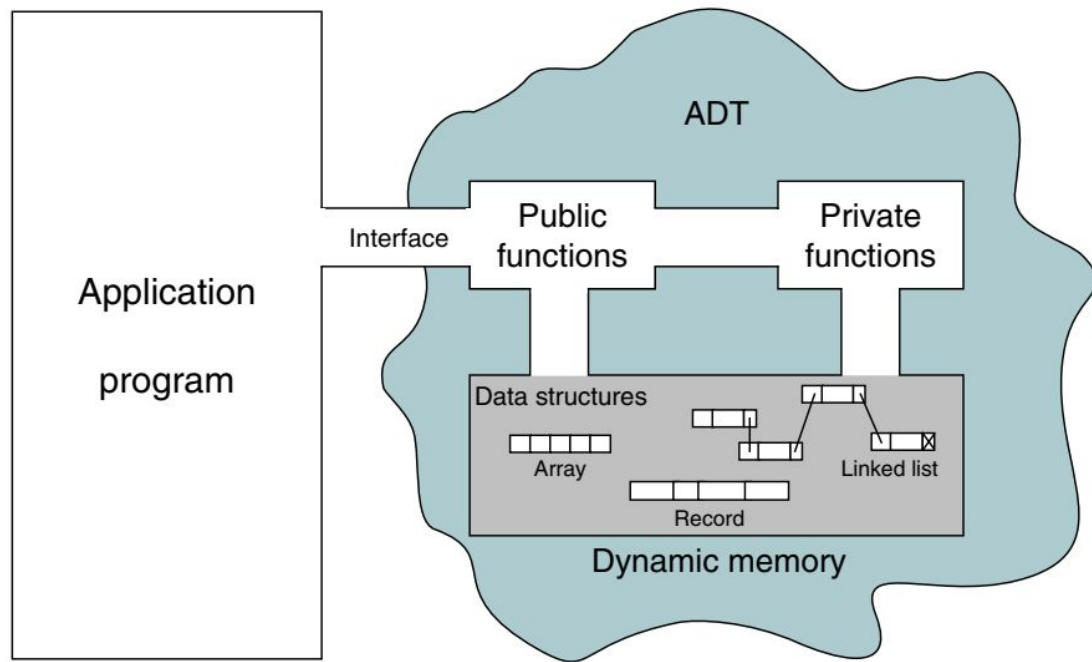 ADT
Public
functions
Private
functions
Interface
Application
program
Data structures
Array
Linked list
Record
Dynamic memory